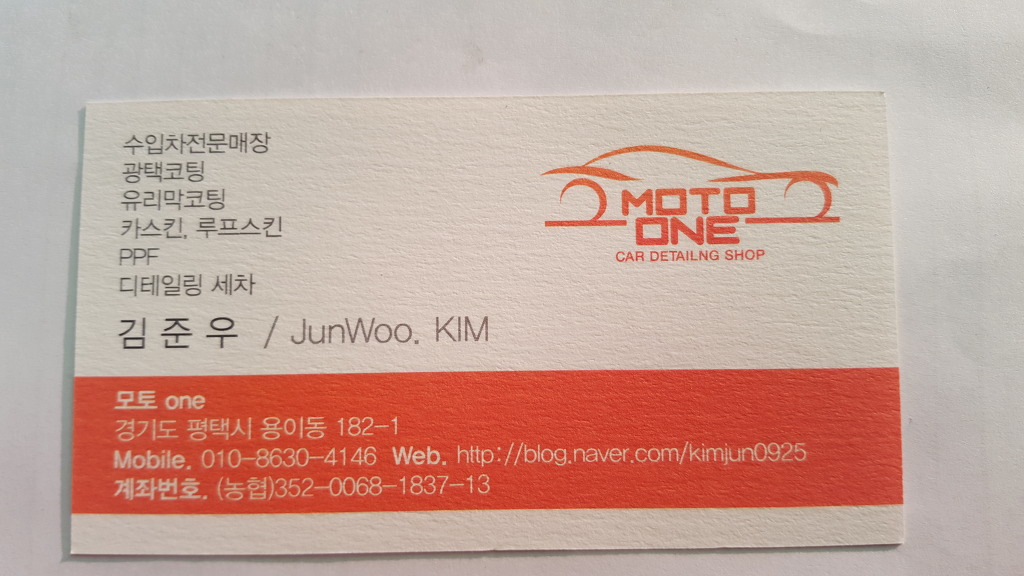 수입차전문매장
광택코팅
유리막코팅
카스킨, 루프스킨
PPF
디테일링 세차
김준우 / JunWoo. KIM
MOTO
ONE
CAR DETAILNG SHOP
모토 one
경기도 평택시 용이동 182-1
Mobile. 010-8630-4146 Web. http://blog.naver.com/kimjun0925
계좌번호. (농협)352-0068-1837-13